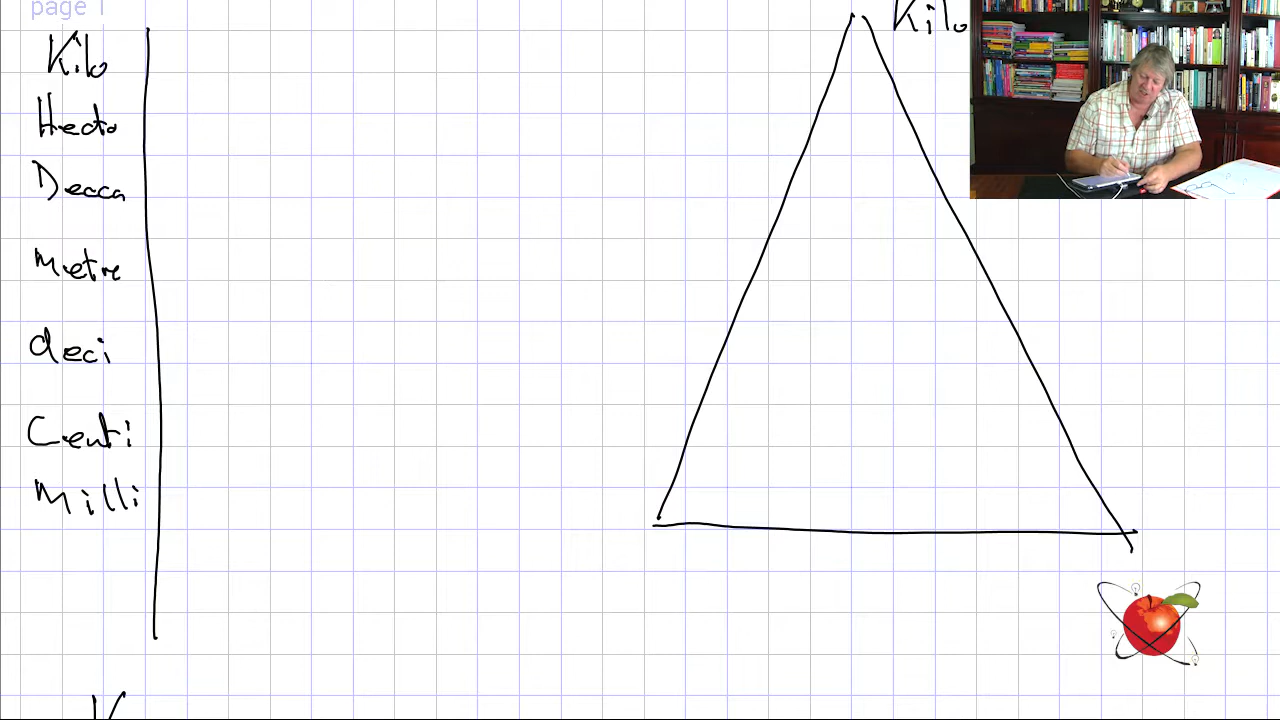 page 1
Kilo
Kilo
Hecto
Decca
Metre
deci
Centi
Milli
K